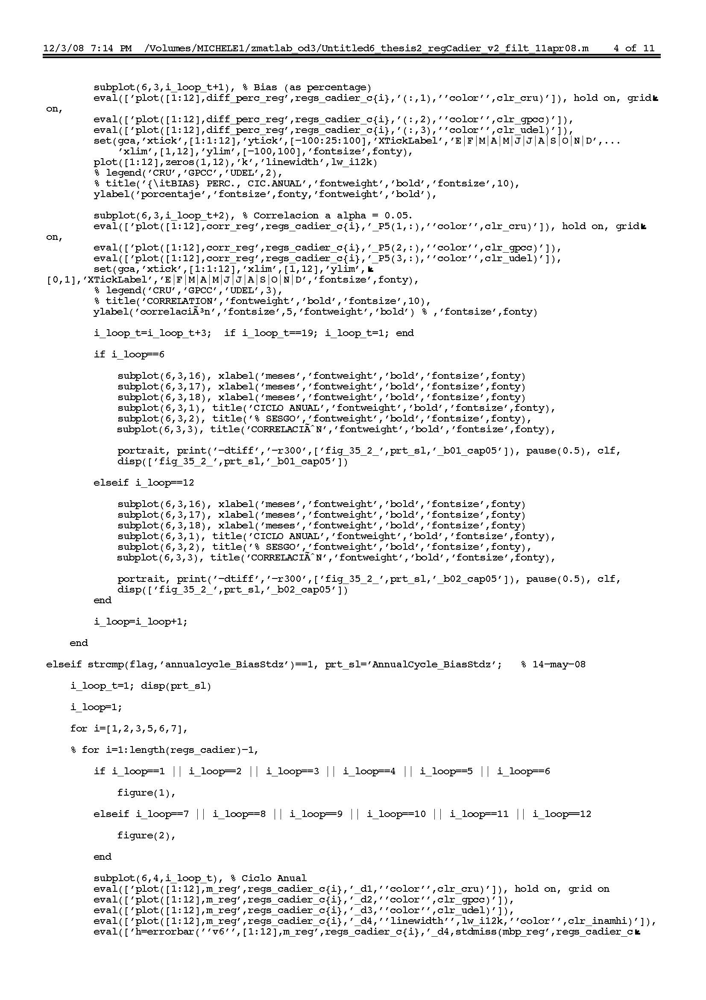 12/3/08 7:14 PM  /Volumes/MICHELE1/zmatlab_od3/Untitled6_thesis2_regCadier_v2_filt_11apr08.m    4 of 11
        subplot(6,3,i_loop_t+1), % Bias (as percentage)
        eval(['plot([1:12],diff_perc_reg',regs_cadier_c{i},'(:,1),''color'',clr_cru)']), hold on, grid
on,
        eval(['plot([1:12],diff_perc_reg',regs_cadier_c{i},'(:,2),''color'',clr_gpcc)']),
        eval(['plot([1:12],diff_perc_reg',regs_cadier_c{i},'(:,3),''color'',clr_udel)']),
        set(gca,'xtick',[1:1:12],'ytick',[-100:25:100],'XTickLabel','E|F|M|A|M|J|J|A|S|O|N|D',...
            'xlim',[1,12],'ylim',[-100,100],'fontsize',fonty),
        plot([1:12],zeros(1,12),'k','linewidth',lw_i12k)
        % legend('CRU','GPCC','UDEL',2),
        % title('{\itBIAS} PERC., CIC.ANUAL','fontweight','bold','fontsize',10),
        ylabel('porcentaje','fontsize',fonty,'fontweight','bold'),
        subplot(6,3,i_loop_t+2), % Correlacion a alpha = 0.05.
        eval(['plot([1:12],corr_reg',regs_cadier_c{i},'_P5(1,:),''color'',clr_cru)']), hold on, grid
on,
        eval(['plot([1:12],corr_reg',regs_cadier_c{i},'_P5(2,:),''color'',clr_gpcc)']),
        eval(['plot([1:12],corr_reg',regs_cadier_c{i},'_P5(3,:),''color'',clr_udel)']),
        set(gca,'xtick',[1:1:12],'xlim',[1,12],'ylim',
[0,1],'XTickLabel','E|F|M|A|M|J|J|A|S|O|N|D','fontsize',fonty),
        % legend('CRU','GPCC','UDEL',3),
        % title('CORRELATION','fontweight','bold','fontsize',10),
        ylabel('correlaciÃ³n','fontsize',5,'fontweight','bold') % ,'fontsize',fonty)
        i_loop_t=i_loop_t+3;  if i_loop_t==19; i_loop_t=1; end
        if i_loop==6
            subplot(6,3,16), xlabel('meses','fontweight','bold','fontsize',fonty)
            subplot(6,3,17), xlabel('meses','fontweight','bold','fontsize',fonty)
            subplot(6,3,18), xlabel('meses','fontweight','bold','fontsize',fonty)
            subplot(6,3,1), title('CICLO ANUAL','fontweight','bold','fontsize',fonty),
            subplot(6,3,2), title('% SESGO','fontweight','bold','fontsize',fonty),
            subplot(6,3,3), title('CORRELACIÃˆN','fontweight','bold','fontsize',fonty),
            portrait, print('-dtiff','-r300',['fig_35_2_',prt_sl,'_b01_cap05']), pause(0.5), clf,
            disp(['fig_35_2_',prt_sl,'_b01_cap05'])
        elseif i_loop==12
            subplot(6,3,16), xlabel('meses','fontweight','bold','fontsize',fonty)
            subplot(6,3,17), xlabel('meses','fontweight','bold','fontsize',fonty)
            subplot(6,3,18), xlabel('meses','fontweight','bold','fontsize',fonty)
            subplot(6,3,1), title('CICLO ANUAL','fontweight','bold','fontsize',fonty),
            subplot(6,3,2), title('% SESGO','fontweight','bold','fontsize',fonty),
            subplot(6,3,3), title('CORRELACIÃˆN','fontweight','bold','fontsize',fonty),
            portrait, print('-dtiff','-r300',['fig_35_2_',prt_sl,'_b02_cap05']), pause(0.5), clf,
            disp(['fig_35_2_',prt_sl,'_b02_cap05'])
        end
        i_loop=i_loop+1;
    end
elseif strcmp(flag,'annualcycle_BiasStdz')==1, prt_sl='AnnualCycle_BiasStdz';   % 14-may-08
    i_loop_t=1; disp(prt_sl)
    i_loop=1;
    for i=[1,2,3,5,6,7],
    % for i=1:length(regs_cadier)-1,
        if i_loop==1 || i_loop==2 || i_loop==3 || i_loop==4 || i_loop==5 || i_loop==6
            figure(1),
        elseif i_loop==7 || i_loop==8 || i_loop==9 || i_loop==10 || i_loop==11 || i_loop==12
            figure(2),
        end
        subplot(6,4,i_loop_t), % Ciclo Anual
        eval(['plot([1:12],m_reg',regs_cadier_c{i},'_d1,''color'',clr_cru)']), hold on, grid on
        eval(['plot([1:12],m_reg',regs_cadier_c{i},'_d2,''color'',clr_gpcc)']),
        eval(['plot([1:12],m_reg',regs_cadier_c{i},'_d3,''color'',clr_udel)']),
        eval(['plot([1:12],m_reg',regs_cadier_c{i},'_d4,''linewidth'',lw_i12k,''color'',clr_inamhi)']),
        eval(['h=errorbar(''v6'',[1:12],m_reg',regs_cadier_c{i},'_d4,stdmiss(mbp_reg',regs_cadier_c